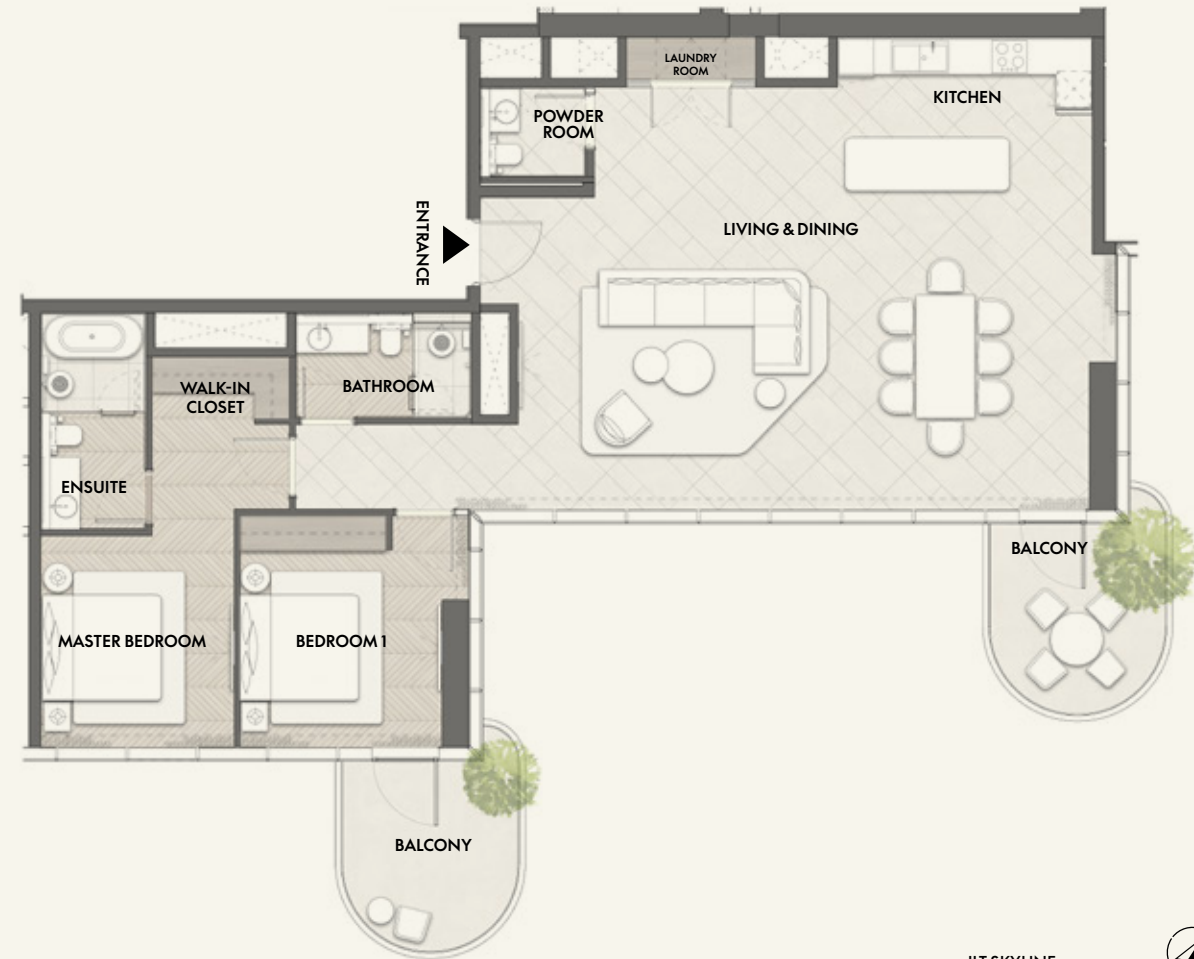 LAUNDRY
ROOM
KITCHEN
POWDER
ROOM
ENTRANCE
LIVING & DINING
WALK-IN
CLOSET
BATHROOM
ENSUITE
BALCONY
MASTER BEDROOM
BEDROOM 1
BALCONY